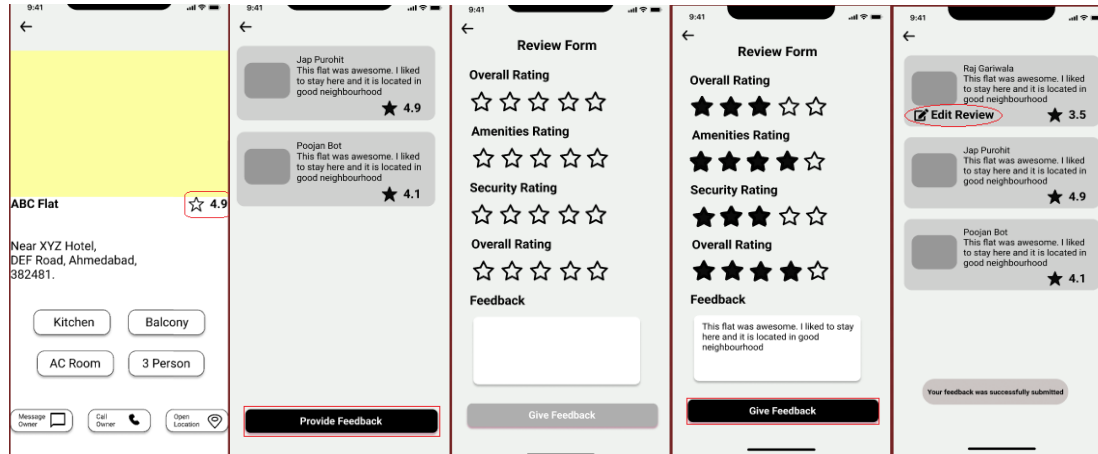 9:41
ABC Flat
4.9
Near XYZ Hotel,
DEF Road, Ahmedabad,
382481.
Kitchen
Balcony
AC Room
3 Person
Message
Owner
Call
Owner
Open
Location
9:41
Jap Purohit
This flat was awesome. I liked
to stay here and it is located in
good neighbourhood
4.9
Poojan Bot
This flat was awesome. I liked
to stay here and it is located in
good neighbourhood
4.1
Provide Feedback
9:41
Review Form
Overall Rating
Amenities Rating
Security Rating
Overall Rating
Feedback
Give Feedback
9:41
Review Form
Overall Rating
Amenities Rating
Security Rating
Overall Rating
Feedback
This flat was awesome. I liked to stay
here and it is located in good
neighbourhood
Give Feedback
9:41
Raj Gariwala
This flat was awesome. I liked
to stay here and it is located in
good neighbourhood
Edit Review
3.5
Jap Purohit
This flat was awesome. I liked
to stay here and it is located in
good neighbourhood
4.9
Poojan Bot
This flat was awesome. I liked
to stay here and it is located in
good neighbourhood
4.1
Your feedback was successfully submitted